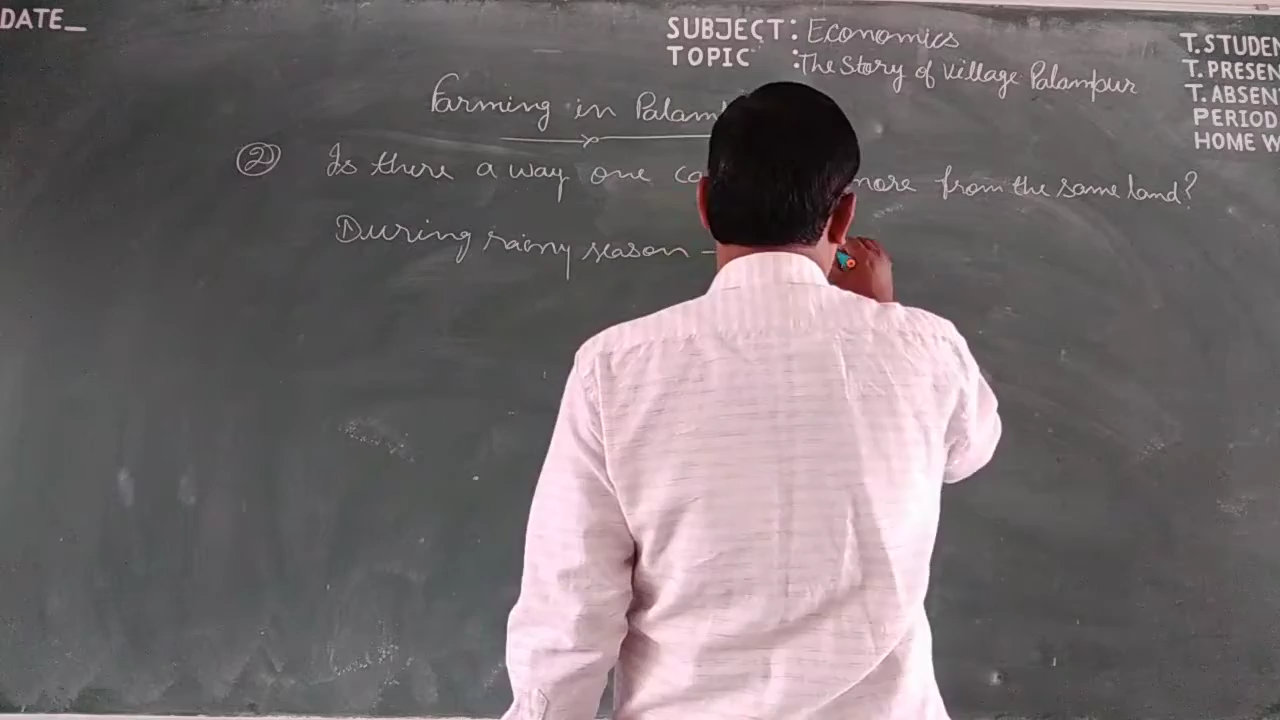 DATE_
SUBJECT: Economics
TOPIC : The Story of Village Palampur
T.STUDEN
T.PRESEN
T.ABSENT
PERIOD
HOME W
Farming in Palam
② Is there a way one ca more from the same land?
During rainy season -